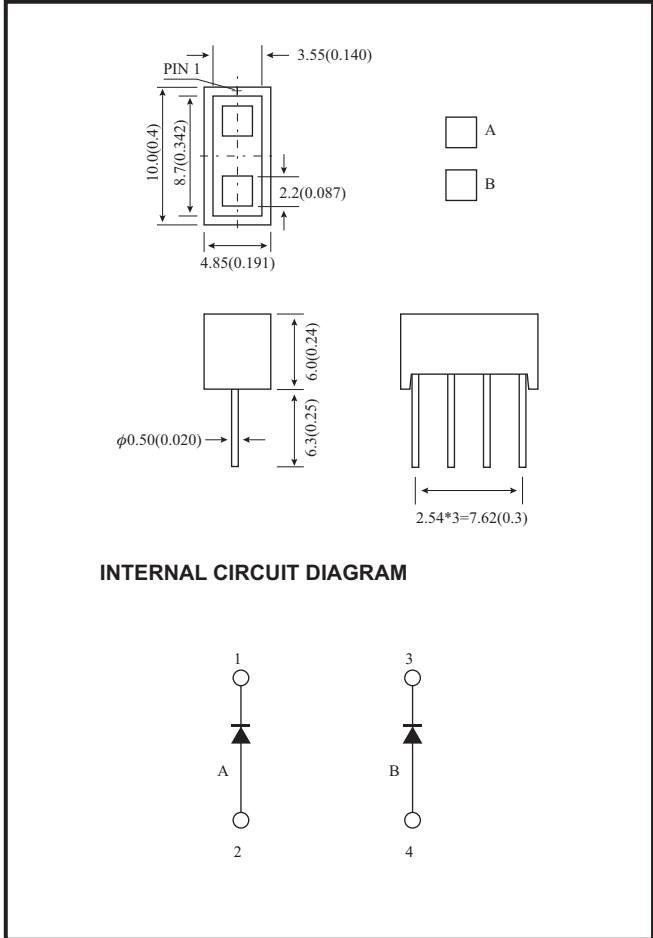 3.55(0.140)
PIN 1
10.0(0.4)
8.7(0.342)
2.2(0.087)
4.85(0.191)
A
B
6.0(0.24)
6.3(0.25)
ϕ0.50(0.020)
2.54*3=7.62(0.3)
INTERNAL CIRCUIT DIAGRAM
1
3
A
B
2
4